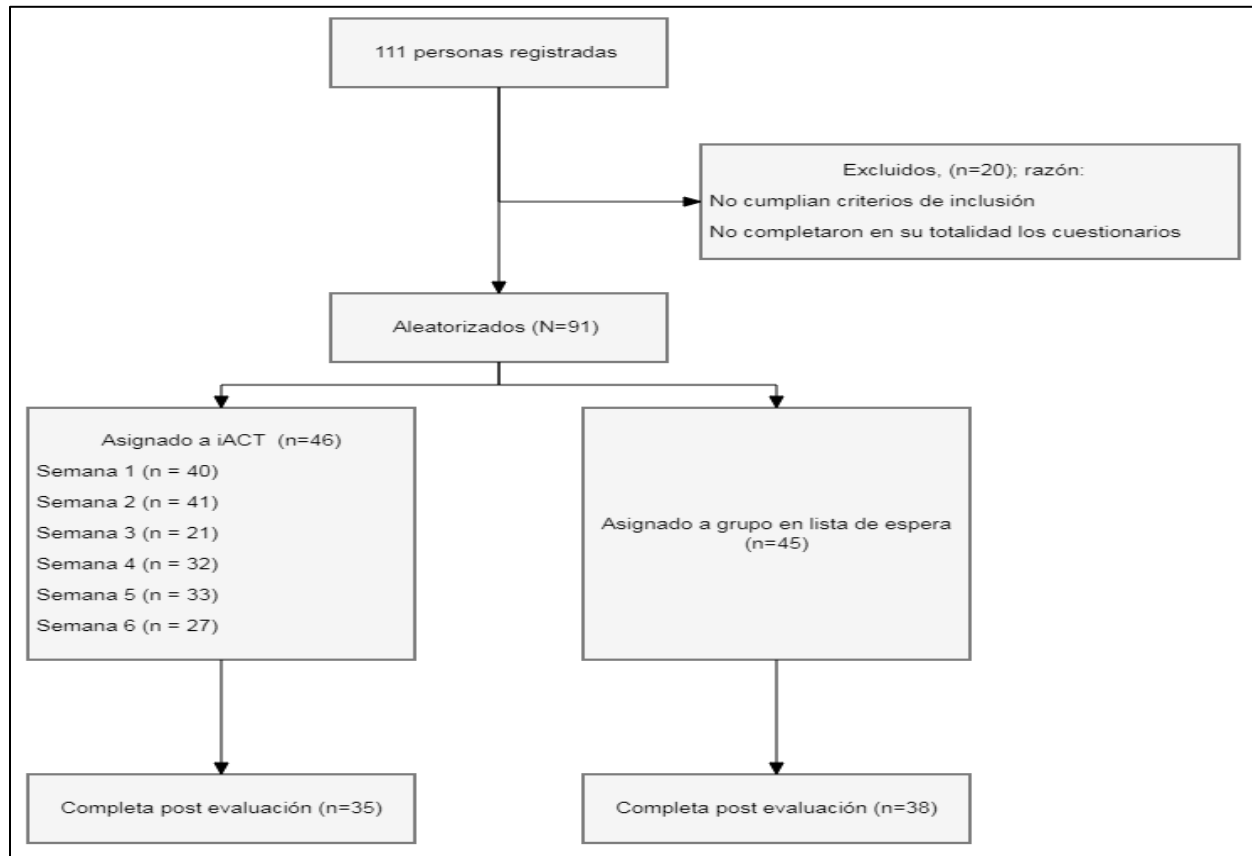 111 personas registradas
Excluidos, (n=20); razón:
No cumplian criterios de inclusión
No completaron en su totalidad los cuestionarios
Aleatorizados (N=91)
Asignado a iACT (n=46)
Semana 1 (n = 40)
Semana 2 (n = 41)
Semana 3 (n = 21)
Semana 4 (n = 32)
Semana 5 (n = 33)
Semana 6 (n = 27)
Asignado a grupo en lista de espera
(n=45)
Completa post evaluación (n=35)
Completa post evaluación (n=38)